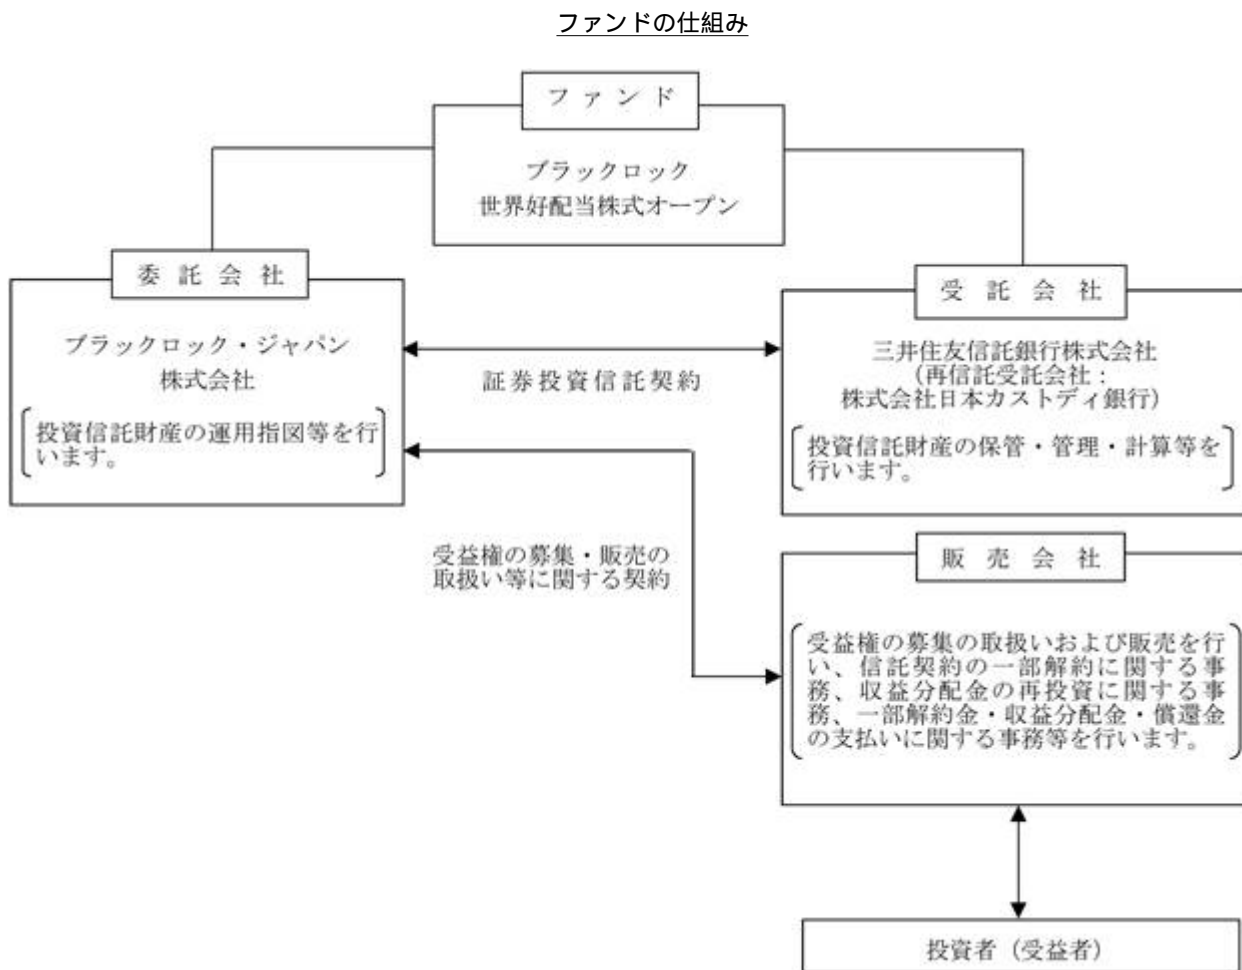 ファンドの仕組み
ファンド
ブラックロック
世界好配当株式オープン
委託会社
ブラックロック・ジャパン
株式会社
投資信託財産の運用指図等を行
います。
証券投資信託契約
受託会社
三井住友信託銀行株式会社
(再信託受託会社:
株式会社日本カストディ銀行)
投資信託財産の保管・管理・計算等を
行います。
受益権の募集・販売の
取扱い等に関する契約
販売会社
受益権の募集の取扱いおよび販売を行
い、信託契約の一部解約に関する事
務、収益分配金の再投資に関する事
務、一部解約金・収益分配金・償還金
の支払いに関する事務等を行います。
投資者(受益者)